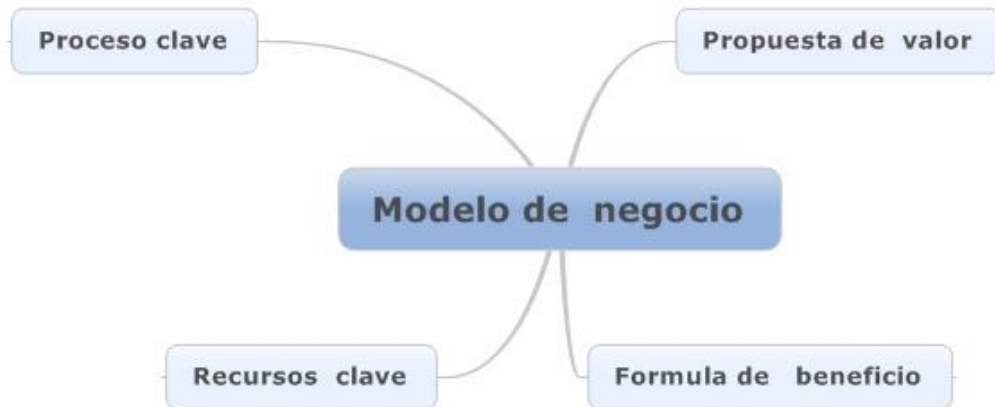 Proceso clave
Propuesta de valor
Modelo de negocio
Recursos clave
Formula de beneficio